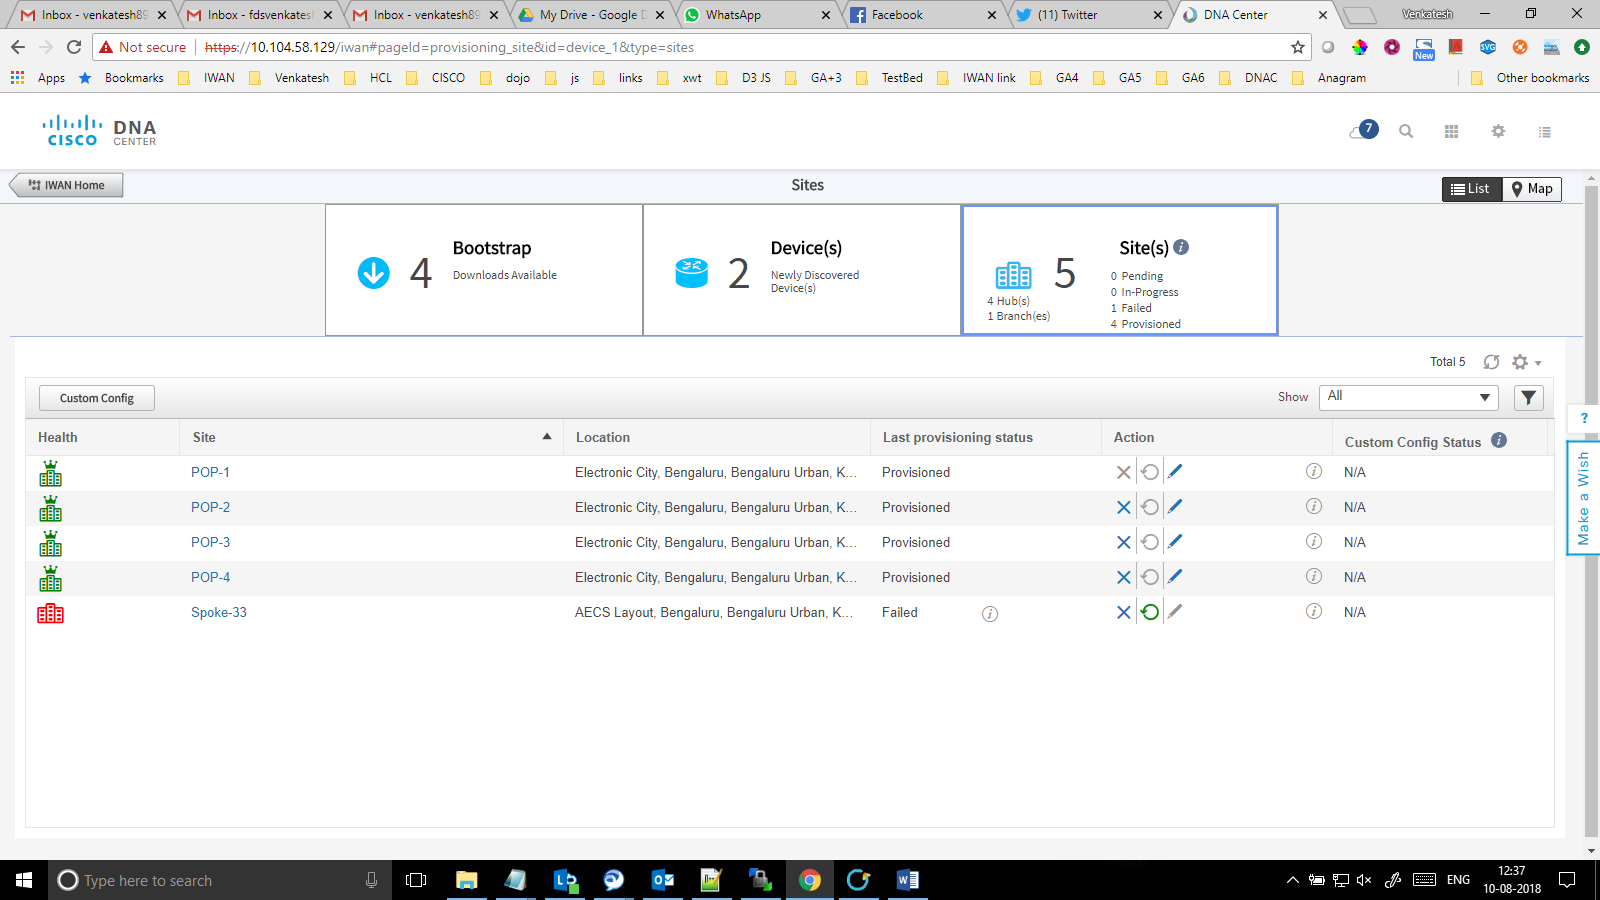 Inbox - venkatesh89 Inbox - fdsvenkatesh Inbox - venkatesh89 My Drive - Google D WhatsApp Facebook (11) Twitter DNA Center Venkatesh
Not secure https://10.104.58.129/iwan#pageId=provisioning_site&id=device_1&type=sites New SVG
Apps Bookmarks IWAN Venkatesh HCL CISCO dojo js links xwt D3 JS GA+3 TestBed IWAN link GA4 GA5 GA6 DNAC Anagram Other bookmarks
CISCO DNA CENTER 7
IWAN Home Sites List Map
4 Bootstrap
Downloads Available
2 Device(s)
Newly Discovered
Device(s)
5 Site(s) i
4 Hub(s)
1 Branch(es)
0 Pending
0 In-Progress
1 Failed
4 Provisioned
Total 5
Custom Config Show All
Health Site Location Last provisioning status Action Custom Config Status i
POP-1 Electronic City, Bengaluru, Bengaluru Urban, K... Provisioned i N/A
POP-2 Electronic City, Bengaluru, Bengaluru Urban, K... Provisioned i N/A
POP-3 Electronic City, Bengaluru, Bengaluru Urban, K... Provisioned i N/A
POP-4 Electronic City, Bengaluru, Bengaluru Urban, K... Provisioned i N/A
Spoke-33 AECS Layout, Bengaluru, Bengaluru Urban, K... Failed i i N/A
?
Make a Wish
Type here to search ENG 12:37
10-08-2018